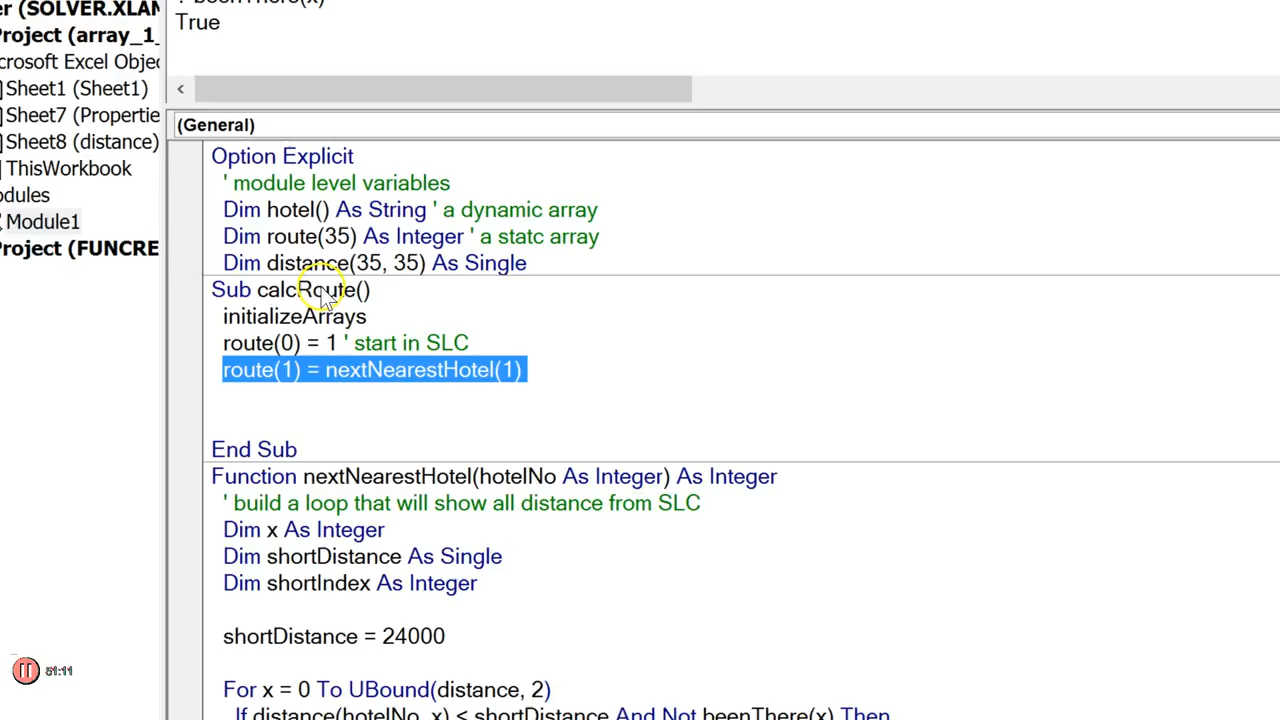 er (SOLVER.XLAM
Project (array_1_
crosoft Excel Objec
Sheet1 (Sheet1)
Sheet7 (Propertie
Sheet8 (distance)
ThisWorkbook
odules
Module1
Project (FUNCRE
? beenThere(x)
True
<
(General)
Option Explicit
' module level variables
Dim hotel() As String ' a dynamic array
Dim route(35) As Integer ' a statc array
Dim distance(35, 35) As Single
Sub calcRoute()
initializeArrays
route(0) = 1 ' start in SLC
route(1) = nextNearestHotel(1)
End Sub
Function nextNearestHotel(hotelNo As Integer) As Integer
' build a loop that will show all distance from SLC
Dim x As Integer
Dim shortDistance As Single
Dim shortIndex As Integer
shortDistance = 24000
For x = 0 To UBound(distance, 2)
If distance(hotelNo, x) < shortDistance And Not beenThere(x) Then
51:11